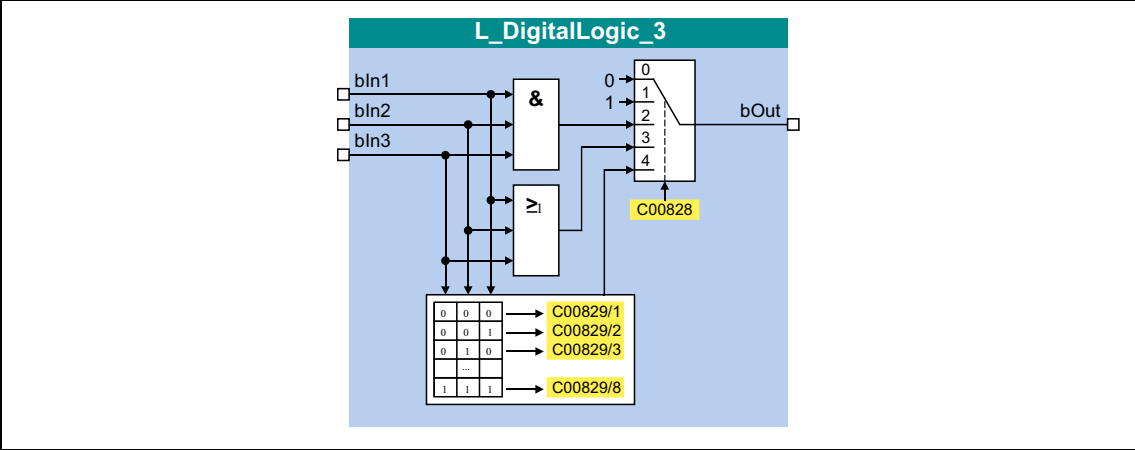 L_DigitalLogic_3
bIn1
bIn2
bIn3
&
≥1
0
1
0
1
2
3
4
bOut
C00828
0 0 0
C00829/1
0 0 1
C00829/2
0 1 0
C00829/3
...
1 1 1
C00829/8